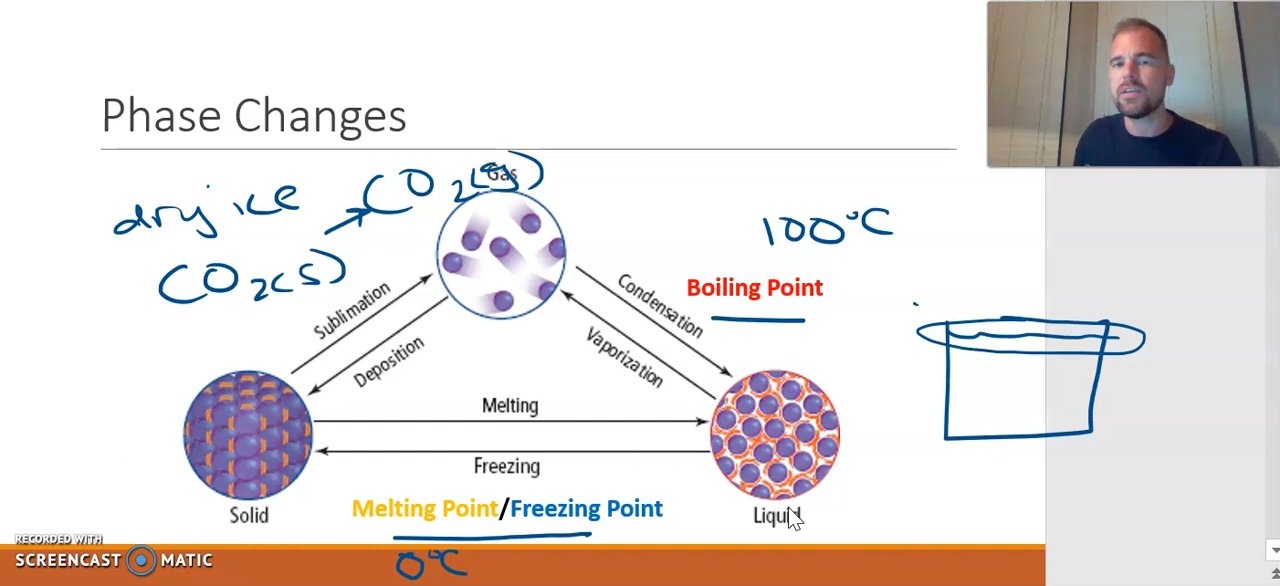 Phase Changes
dry ice
CO2(g)
Gas
CO2(s)
100°C
Boiling Point
Sublimation
Deposition
Condensation
Vaporization
Melting
Freezing
Solid
Melting Point/Freezing Point
Liquid
0°C
RECORDED WITH
SCREENCAST MATIC